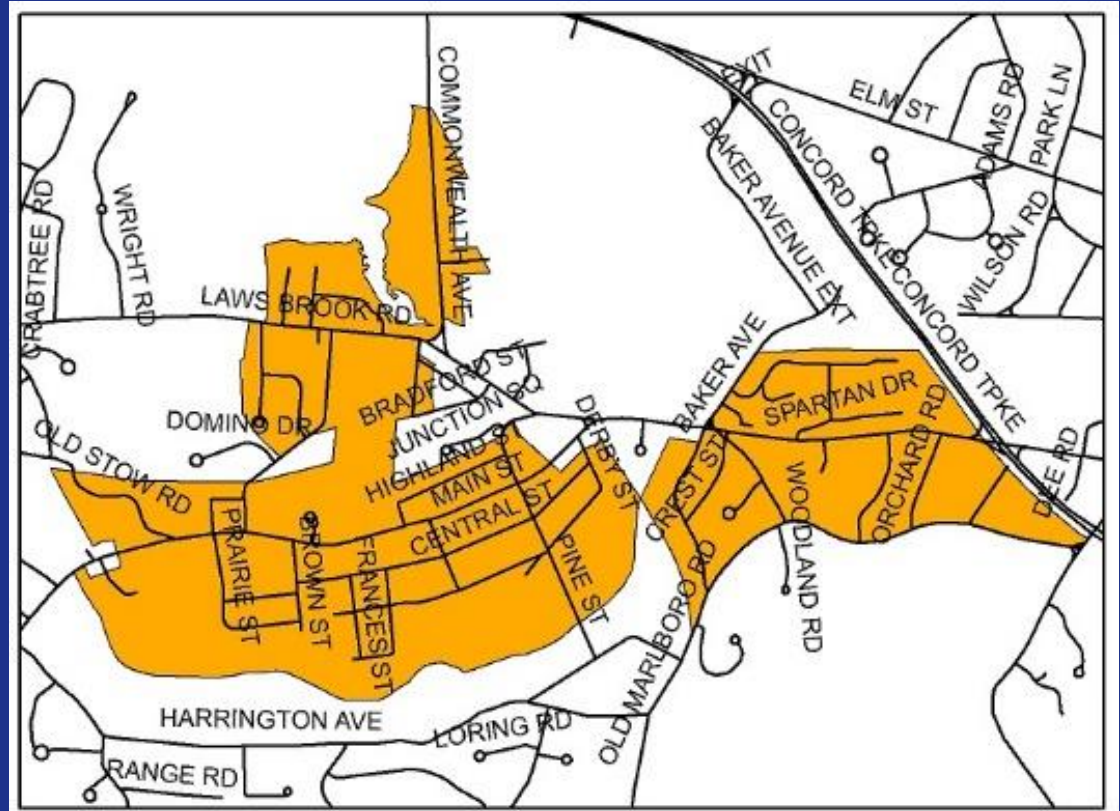 EXIT
COMMONWEALTH AVE
ELM ST
ADAMS RD
PARK LN
CONCORD TPKE
BAKER AVENUE EXT
WRIGHT RD
CRABTREE RD
WILSON RD
CONCORD TPKE
LAWS BROOK RD
BAKER AVE
BRADFORD ST
SPARTAN DR
JUNCTION SQ
DERBY ST
DOMINO DR
OLD STOW RD
HIGHLAND ST
MAIN ST
CREST ST
WOODLAND RD
ORCHARD RD
DEE RD
CENTRAL ST
PRAIRIE ST
BROWN ST
FRANCES ST
PINE ST
OLD MARLBORO RD
HARRINGTON AVE
LORING RD
RANGE RD